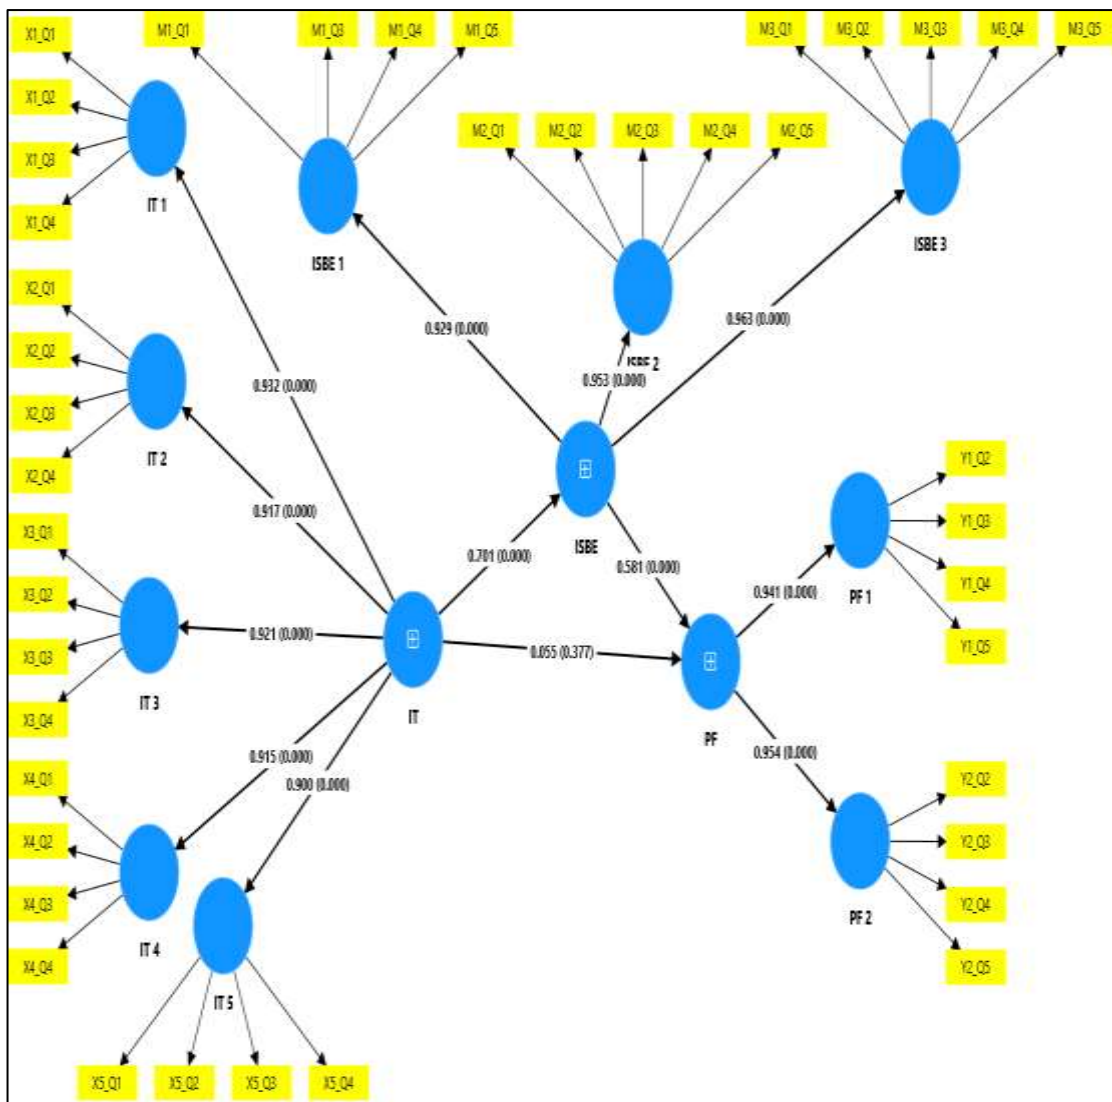 X1_Q1
X1_Q2
X1_Q3
X1_Q4
IT 1
X2_Q1
X2_Q2
X2_Q3
X2_Q4
IT 2
X3_Q1
X3_Q2
X3_Q3
X3_Q4
IT 3
X4_Q1
X4_Q2
X4_Q3
X4_Q4
IT 4
IT 5
X5_Q1
X5_Q2
X5_Q3
X5_Q4
M1_Q1
M1_Q3
M1_Q4
M1_Q5
ISBE 1
M2_Q1
M2_Q2
M2_Q3
M2_Q4
M2_Q5
ISBE 2
M3_Q1
M3_Q2
M3_Q3
M3_Q4
M3_Q5
ISBE 3
0.929 (0.000)
0.953 (0.000)
0.963 (0.000)
0.932 (0.000)
0.917 (0.000)
0.921 (0.000)
0.915 (0.000)
0.900 (0.000)
0.701 (0.000)
ISBE
0.581 (0.000)
0.055 (0.377)
IT
PF
0.941 (0.000)
0.954 (0.000)
Y1_Q2
Y1_Q3
Y1_Q4
Y1_Q5
PF 1
Y2_Q2
Y2_Q3
Y2_Q4
Y2_Q5
PF 2